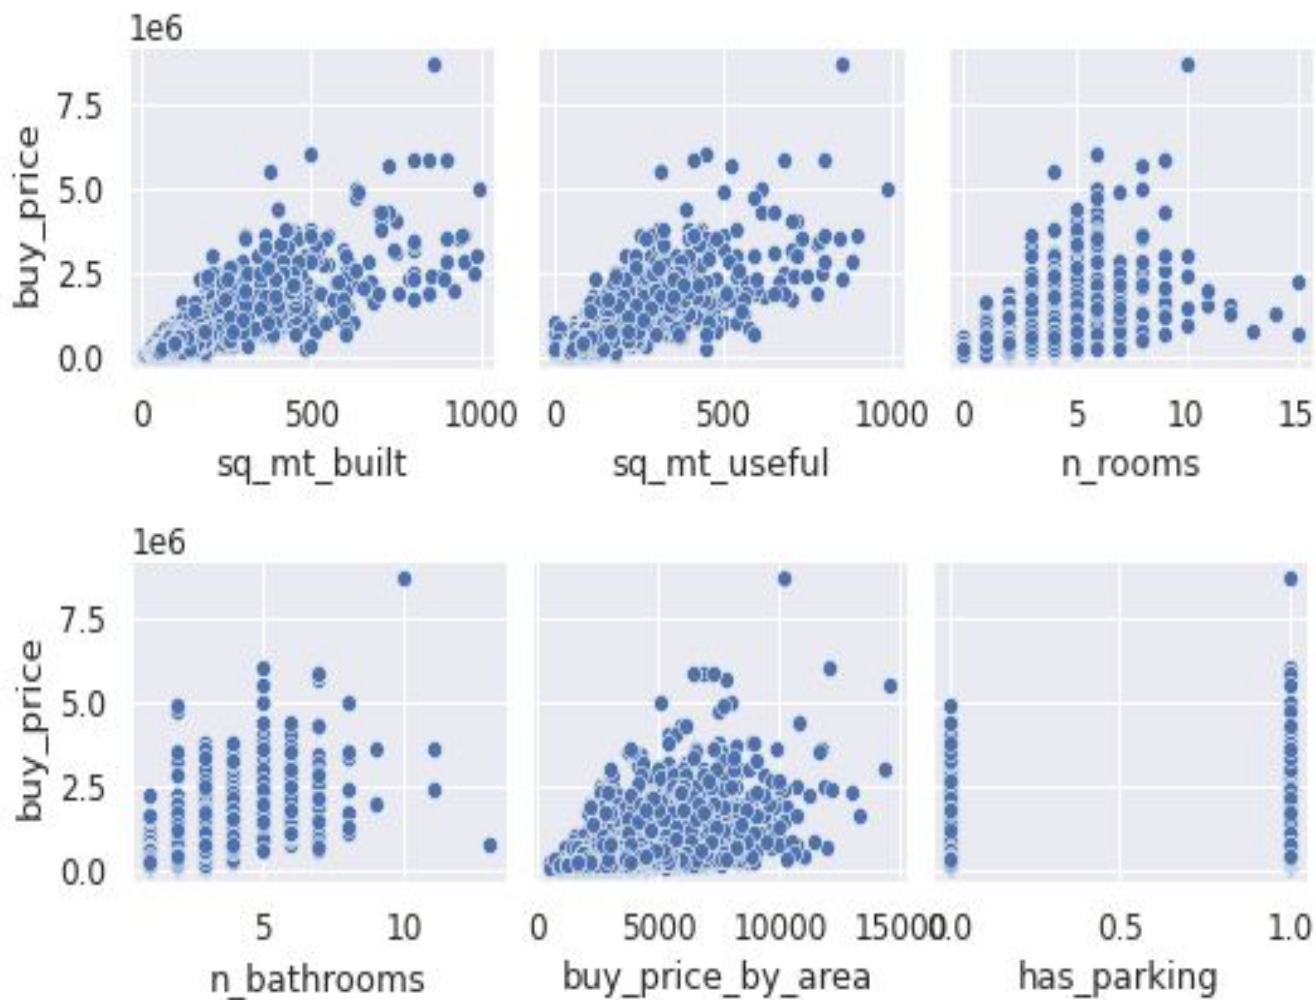 1e6
buy_price
7.5
5.0
2.5
0.0
0 500 1000
0 500 1000
0 5 10 15
sq_mt_built
sq_mt_useful
n_rooms
1e6
buy_price
7.5
5.0
2.5
0.0
5 10
0 5000 10000 15000
0.0 0.5 1.0
n_bathrooms
buy_price_by_area
has_parking